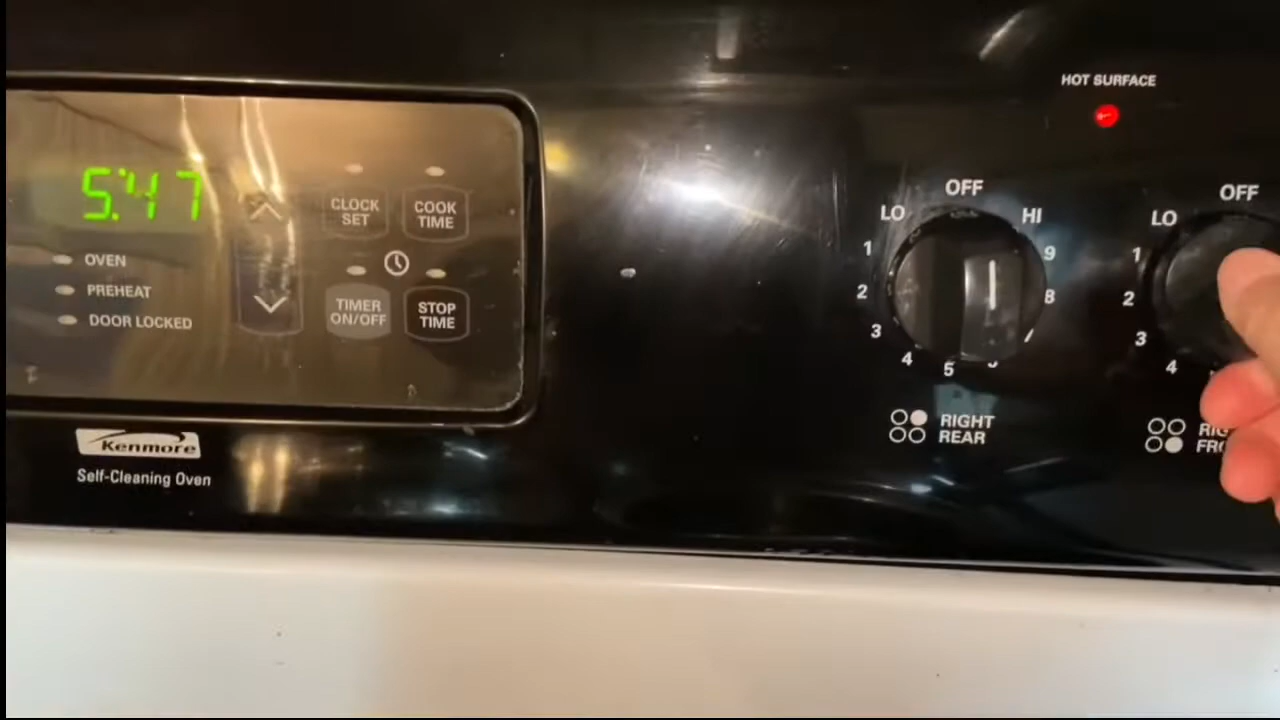 HOT SURFACE
5:47
CLOCK SET
COOK TIME
OVEN
PREHEAT
DOOR LOCKED
TIMER ON/OFF
STOP TIME
Kenmore
Self-Cleaning Oven
OFF
LO
HI
1
9
2
8
3
4
5
RIGHT
REAR
OFF
LO
1
2
3
4